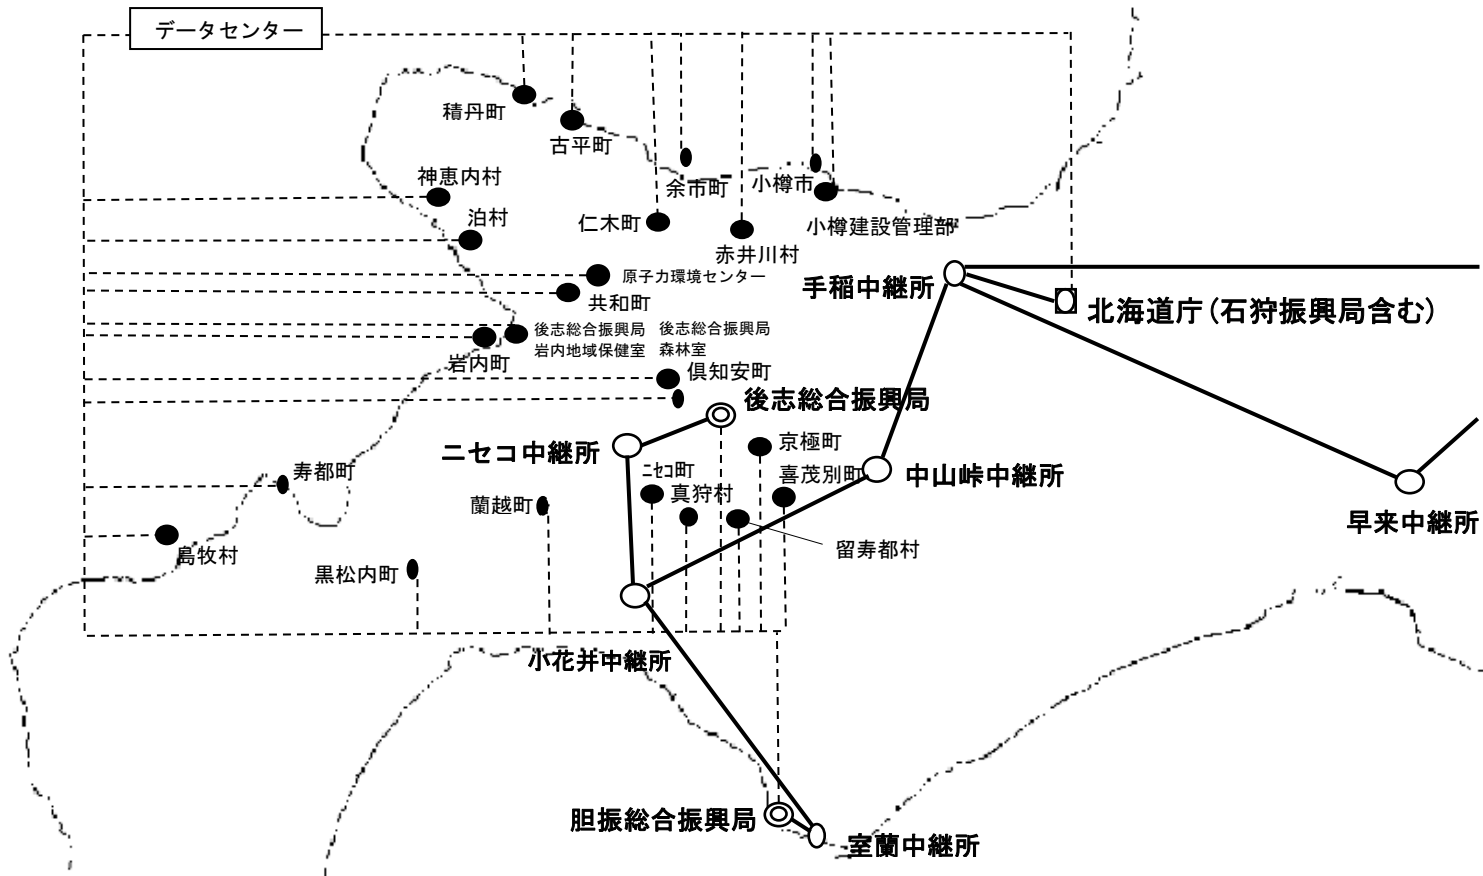 データセンター
積丹町
古平町
神恵内村
余市町
小樽市
泊村
仁木町
小樽建設管理部
赤井川村
原子力環境センター
手稲中継所
共和町
北海道庁(石狩振興局含む)
後志総合振興局
岩内地域保健室
後志総合振興局
森林室
岩内町
倶知安町
後志総合振興局
ニセコ中継所
京極町
寿都町
ニセコ町
喜茂別町
中山峠中継所
蘭越町
真狩村
早来中継所
島牧村
留寿都村
黒松内町
小花井中継所
胆振総合振興局
室蘭中継所